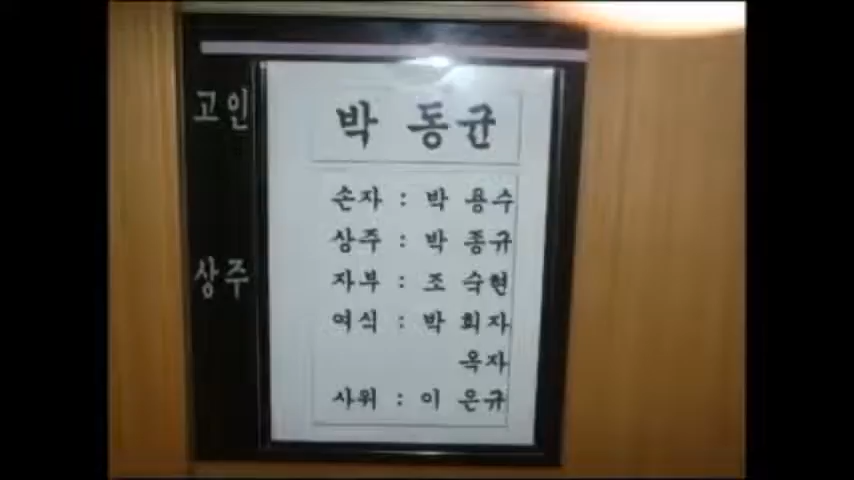 고인 박 동균
손자 : 박 용수
상주 상주 : 박 종규
자부 : 조 숙현
여식 : 박 희자
옥자
사위 : 이 은규